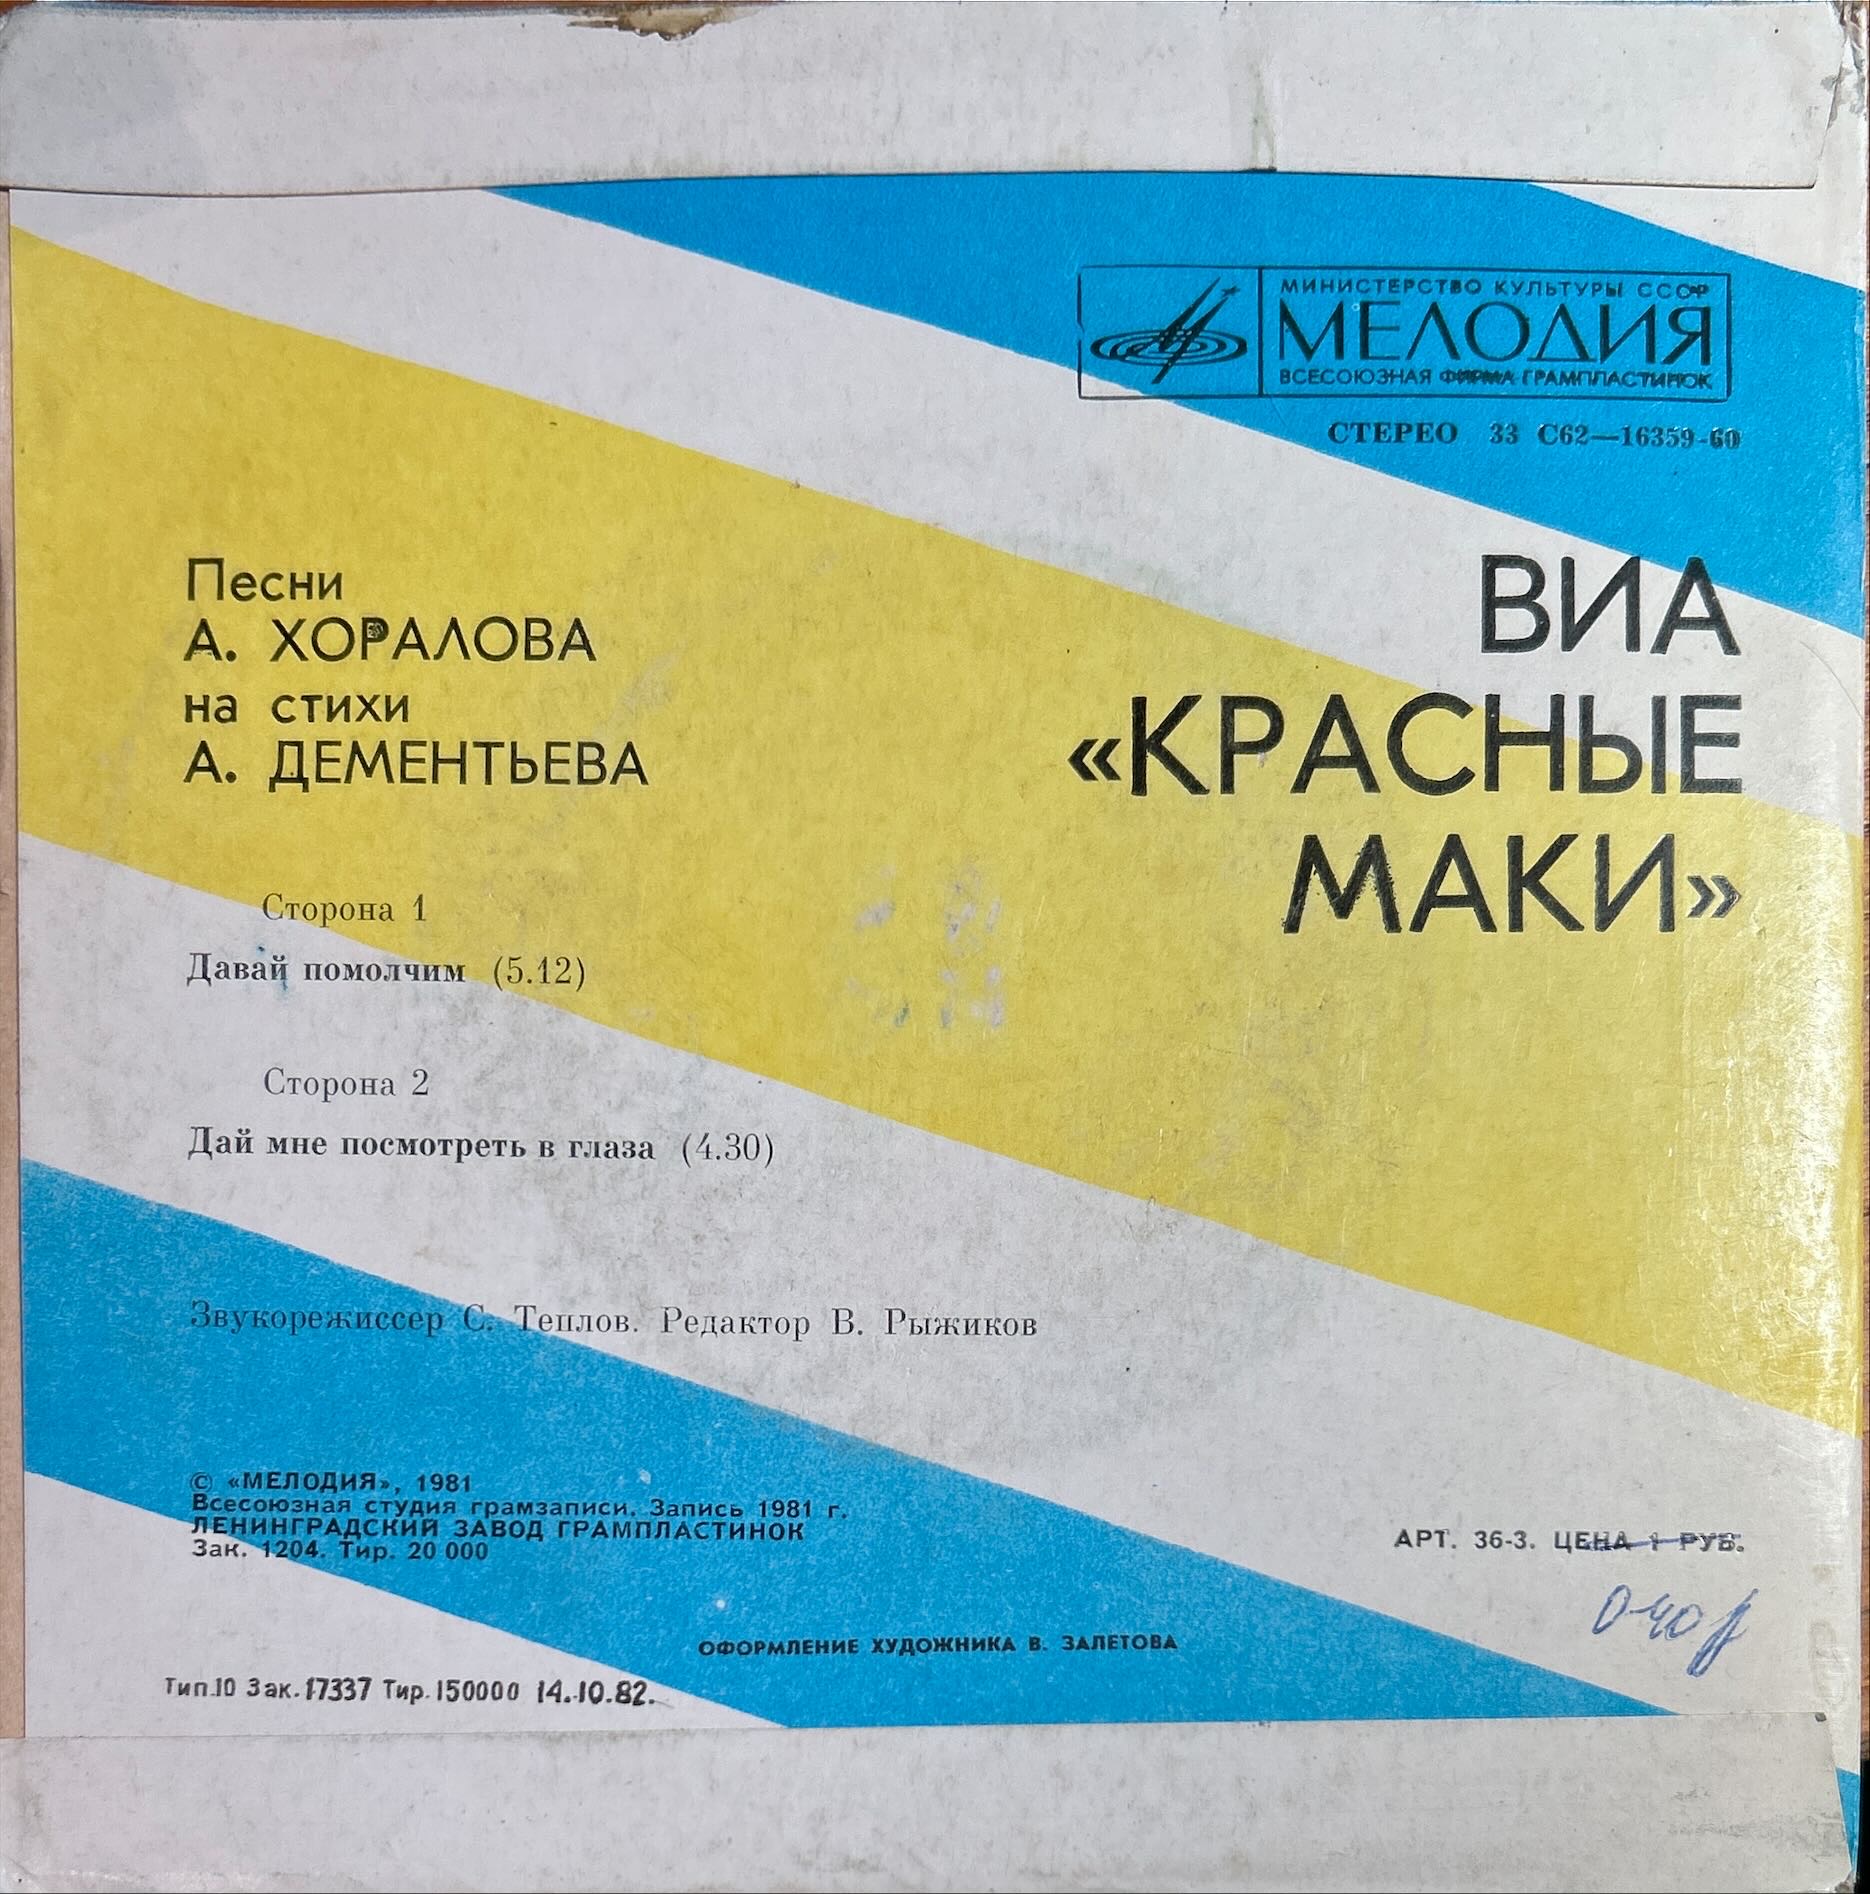 МИНИСТЕРСТВО КУЛЬТУРЫ СССР
МЕЛОДИЯ
ВСЕСОЮЗНАЯ ФИРМА ГРАМПЛАСТИНОК
СТЕРЕО 33 С62—16359-60
ВИА
«КРАСНЫЕ
МАКИ»
Песни
А. ХОРАЛОВА
на стихи
А. ДЕМЕНТЬЕВА
Сторона 1
Давай помолчим (5.12)
Сторона 2
Дай мне посмотреть в глаза (4.30)
Звукорежиссер С. Теплов. Редактор В. Рыжиков
© «МЕЛОДИЯ», 1981
Всесоюзная студия грамзаписи. Запись 1981 г.
ЛЕНИНГРАДСКИЙ ЗАВОД ГРАМПЛАСТИНОК
Зак. 1204. Тир. 20 000
АРТ. 36-3. ЦЕНА 1 РУБ.
ОФОРМЛЕНИЕ ХУДОЖНИКА В. ЗАЛЕТОВА
Тип.10 Зак.17337 Тир.150000 14.10.82.